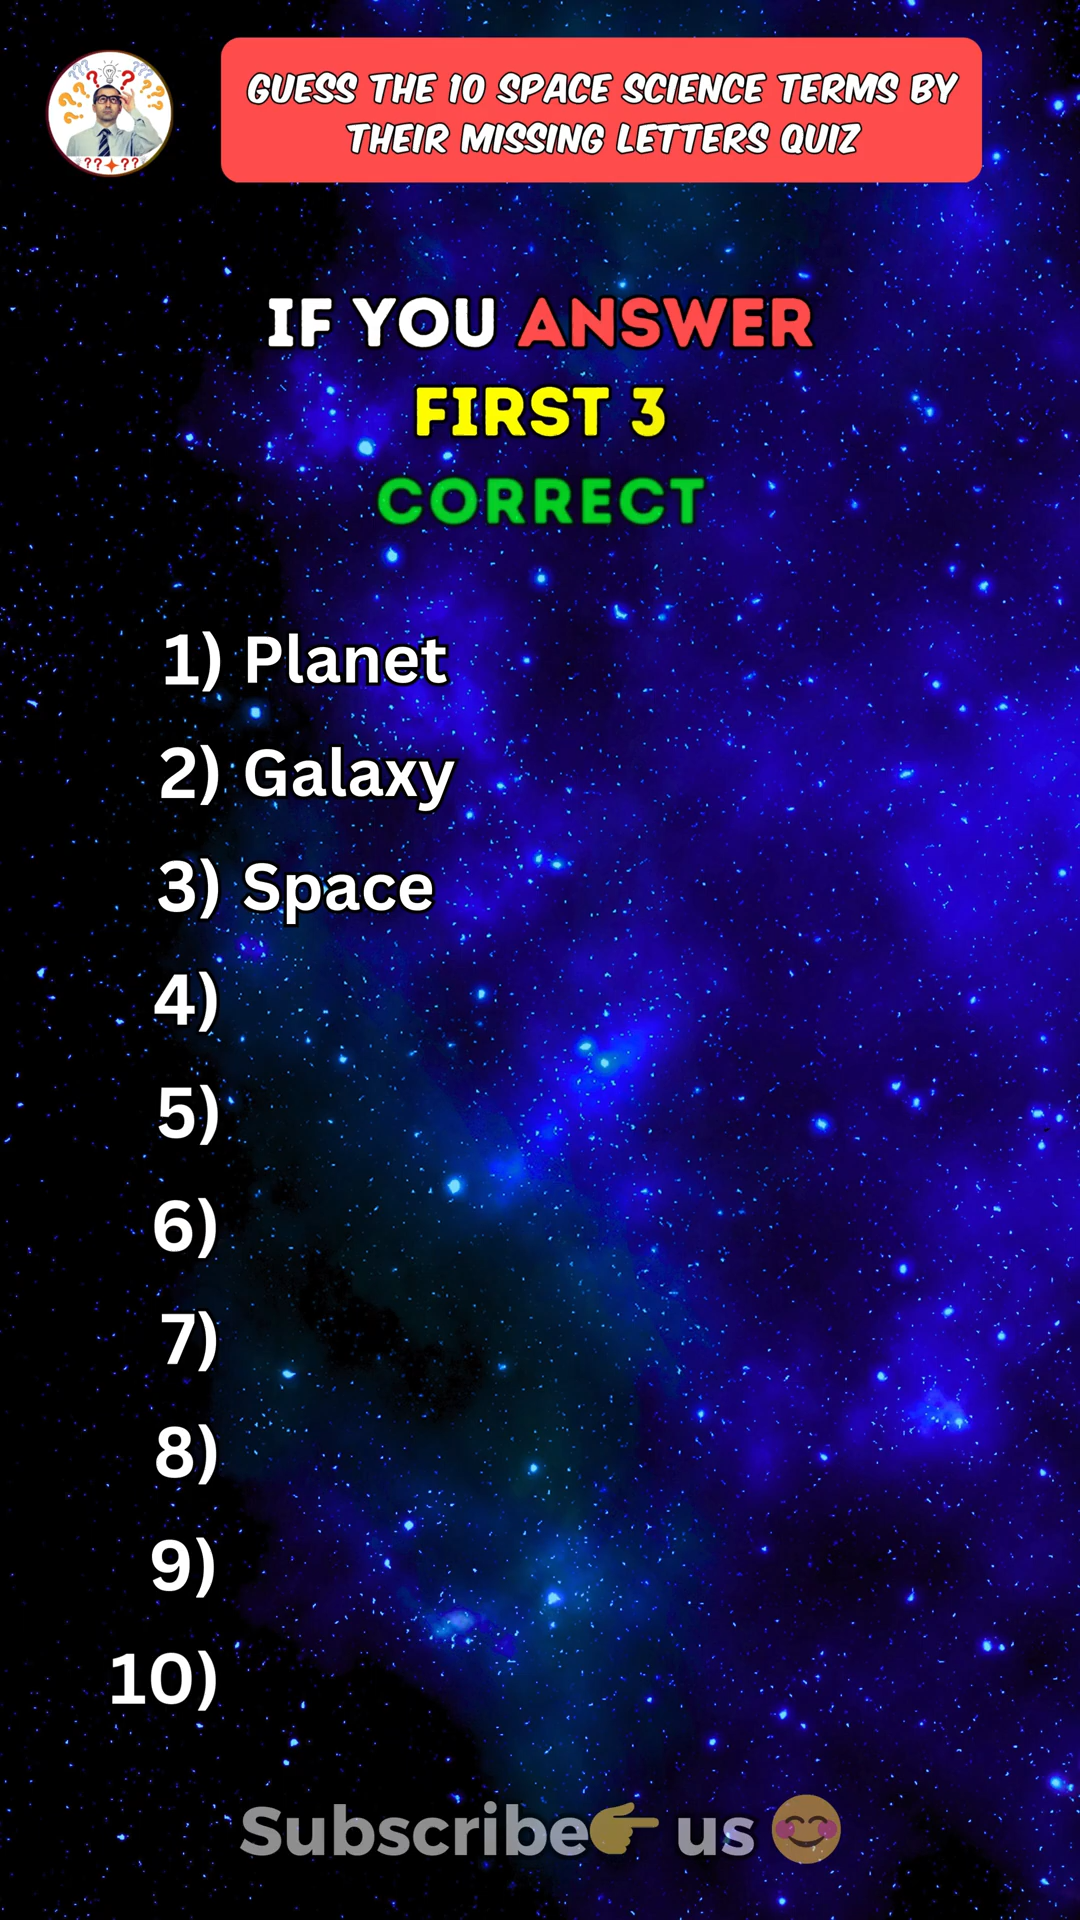 GUESS THE 10 SPACE SCIENCE TERMS BY
THEIR MISSING LETTERS QUIZ
IF YOU ANSWER
FIRST 3
CORRECT
1) Planet
2) Galaxy
3) Space
4)
5)
6)
7)
8)
9)
10)
Subscribe👉 us 😊